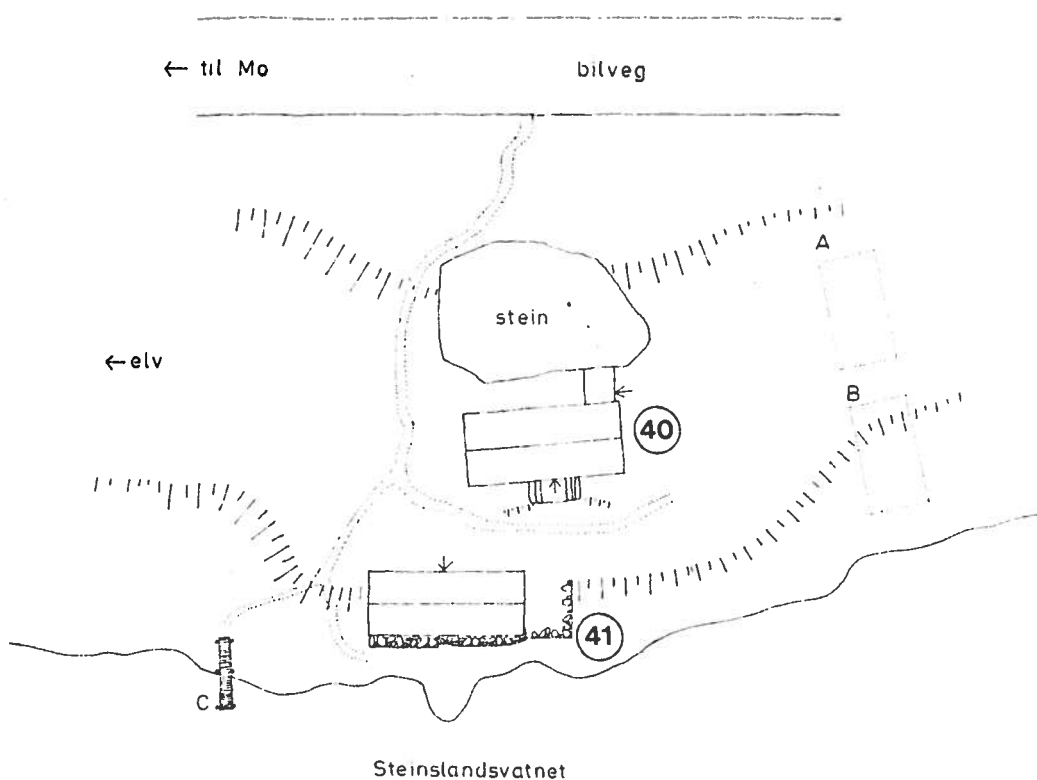 ← til Mo
bilveg
A
stein
← elv
B
40
41
C
Steinslandsvatnet